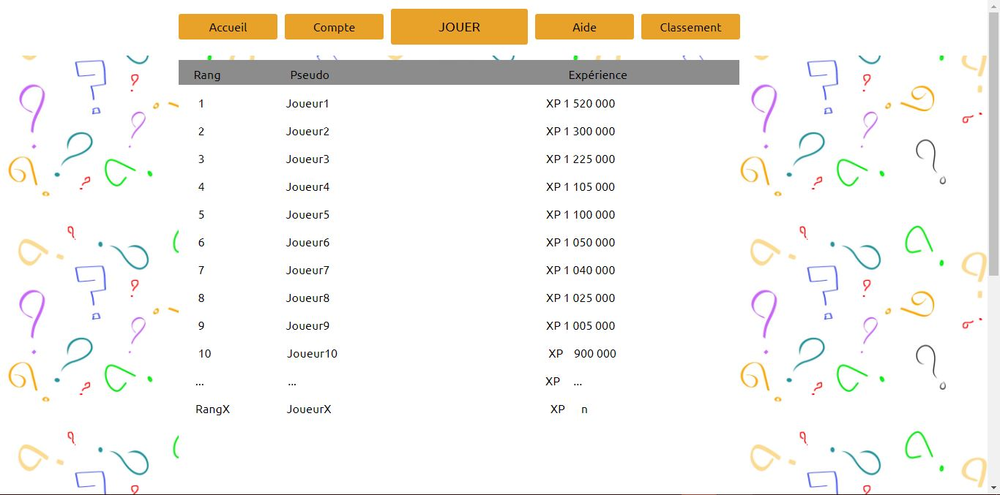 Accueil Compte JOUER Aide Classement
Rang Pseudo Expérience
1 Joueur1 XP 1 520 000
2 Joueur2 XP 1 300 000
3 Joueur3 XP 1 225 000
4 Joueur4 XP 1 105 000
5 Joueur5 XP 1 100 000
6 Joueur6 XP 1 050 000
7 Joueur7 XP 1 040 000
8 Joueur8 XP 1 025 000
9 Joueur9 XP 1 005 000
10 Joueur10 XP 900 000
... ... XP ...
RangX JoueurX XP n